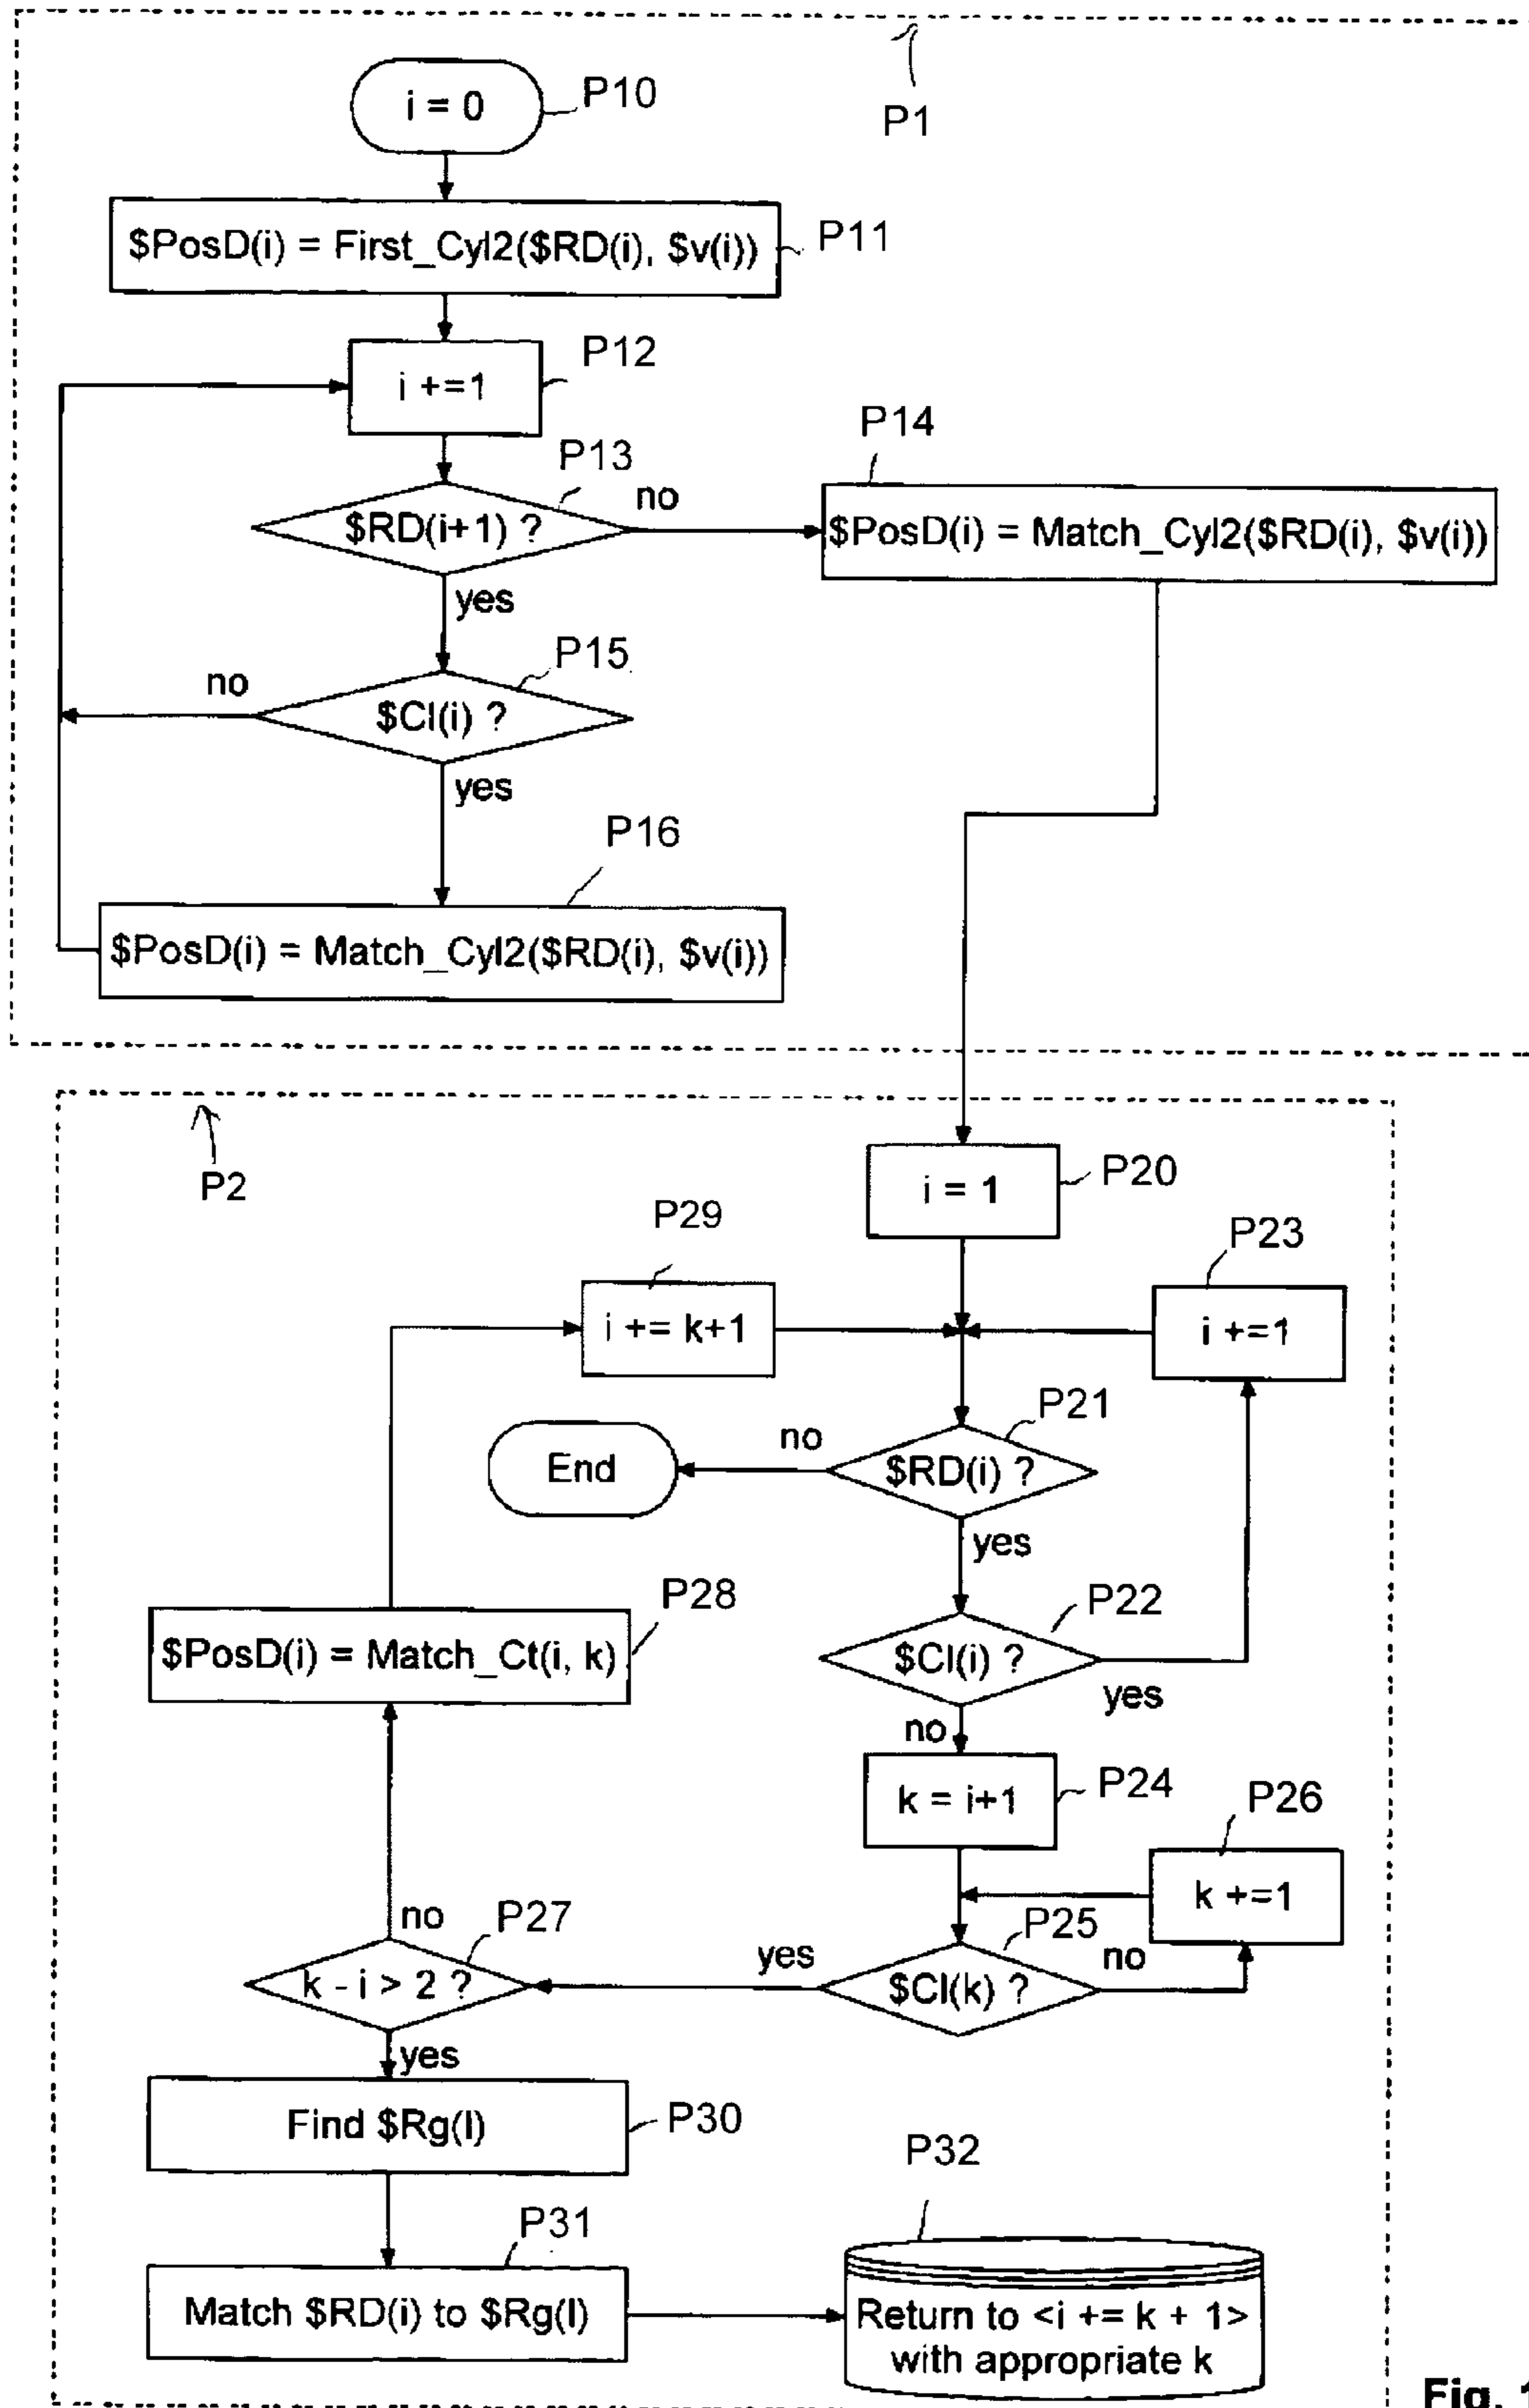 P1
i = 0
P10
$PosD(i) = First_Cyl2($RD(i), $v(i))
P11
i +=1
P12
$RD(i+1) ?
P13
no
P14
$PosD(i) = Match_Cyl2($RD(i), $v(i))
yes
P15
no
$Cl(i) ?
yes
P16
$PosD(i) = Match_Cyl2($RD(i), $v(i))
P2
i = 1
P20
P29
i += k+1
P23
i +=1
P21
End
no
$RD(i) ?
yes
P28
$PosD(i) = Match_Ct(i, k)
P22
$Cl(i) ?
yes
no
k = i+1
P24
P26
k +=1
no
P27
k - i > 2 ?
yes
P25
$Cl(k) ?
no
yes
Find $Rg(l)
P30
P31
Match $RD(i) to $Rg(l)
P32
Return to <i += k + 1>
with appropriate k
Fig.